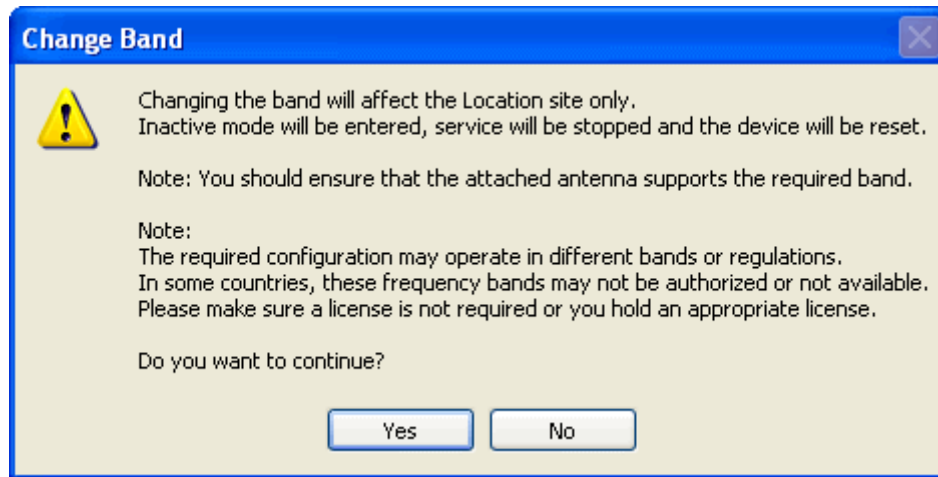 Change Band
Changing the band will affect the Location site only.
Inactive mode will be entered, service will be stopped and the device will be reset.
Note: You should ensure that the attached antenna supports the required band.
Note:
The required configuration may operate in different bands or regulations.
In some countries, these frequency bands may not be authorized or not available.
Please make sure a license is not required or you hold an appropriate license.
Do you want to continue?
Yes No